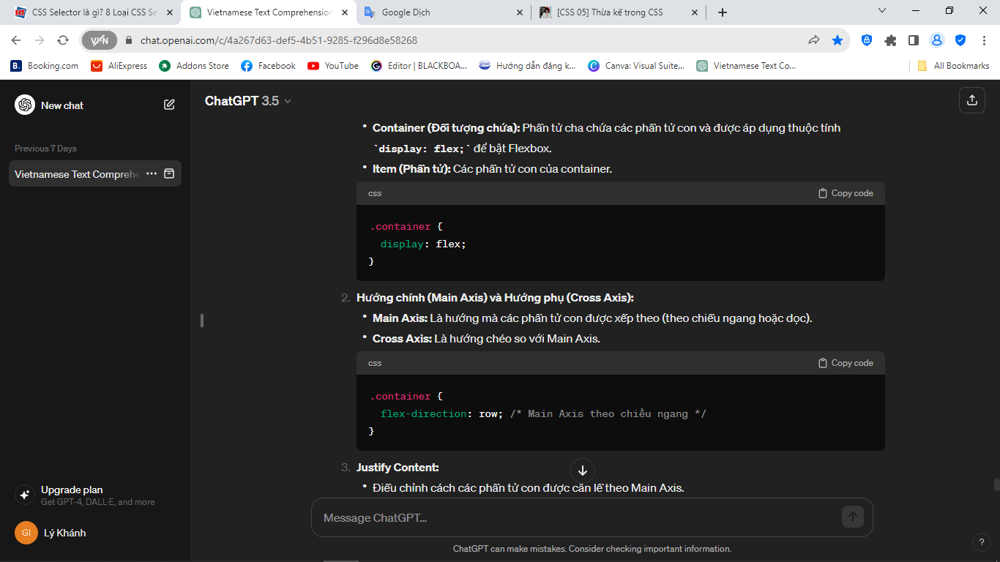 CSS Selector là gì? 8 Loại CSS Se
Vietnamese Text Comprehension
Google Dịch
[CSS 05] Thừa kế trong CSS
VPN
chat.openai.com/c/4a267d63-def5-4b51-9285-f296d8e58268
B. Booking.com
AliExpress
Addons Store
Facebook
YouTube
Editor | BLACKBOA...
Hướng dẫn đăng k...
Canva: Visual Suite...
Vietnamese Text Co...
All Bookmarks
New chat
Previous 7 Days
Vietnamese Text Comprehe
Upgrade plan
Get GPT-4, DALL·E, and more
GI
Lý Khánh
ChatGPT 3.5
• Container (Đối tượng chứa): Phần tử cha chứa các phần tử con và được áp dụng thuộc tính
`display: flex;` để bật Flexbox.
• Item (Phần tử): Các phần tử con của container.
css
Copy code
.container {
display: flex;
}
2. Hướng chính (Main Axis) và Hướng phụ (Cross Axis):
• Main Axis: Là hướng mà các phần tử con được xếp theo (theo chiều ngang hoặc dọc).
• Cross Axis: Là hướng chéo so với Main Axis.
css
Copy code
.container {
flex-direction: row; /* Main Axis theo chiều ngang */
}
3. Justify Content:
• Điều chỉnh cách các phần tử con được căn lề theo Main Axis.
Message ChatGPT...
ChatGPT can make mistakes. Consider checking important information.
?